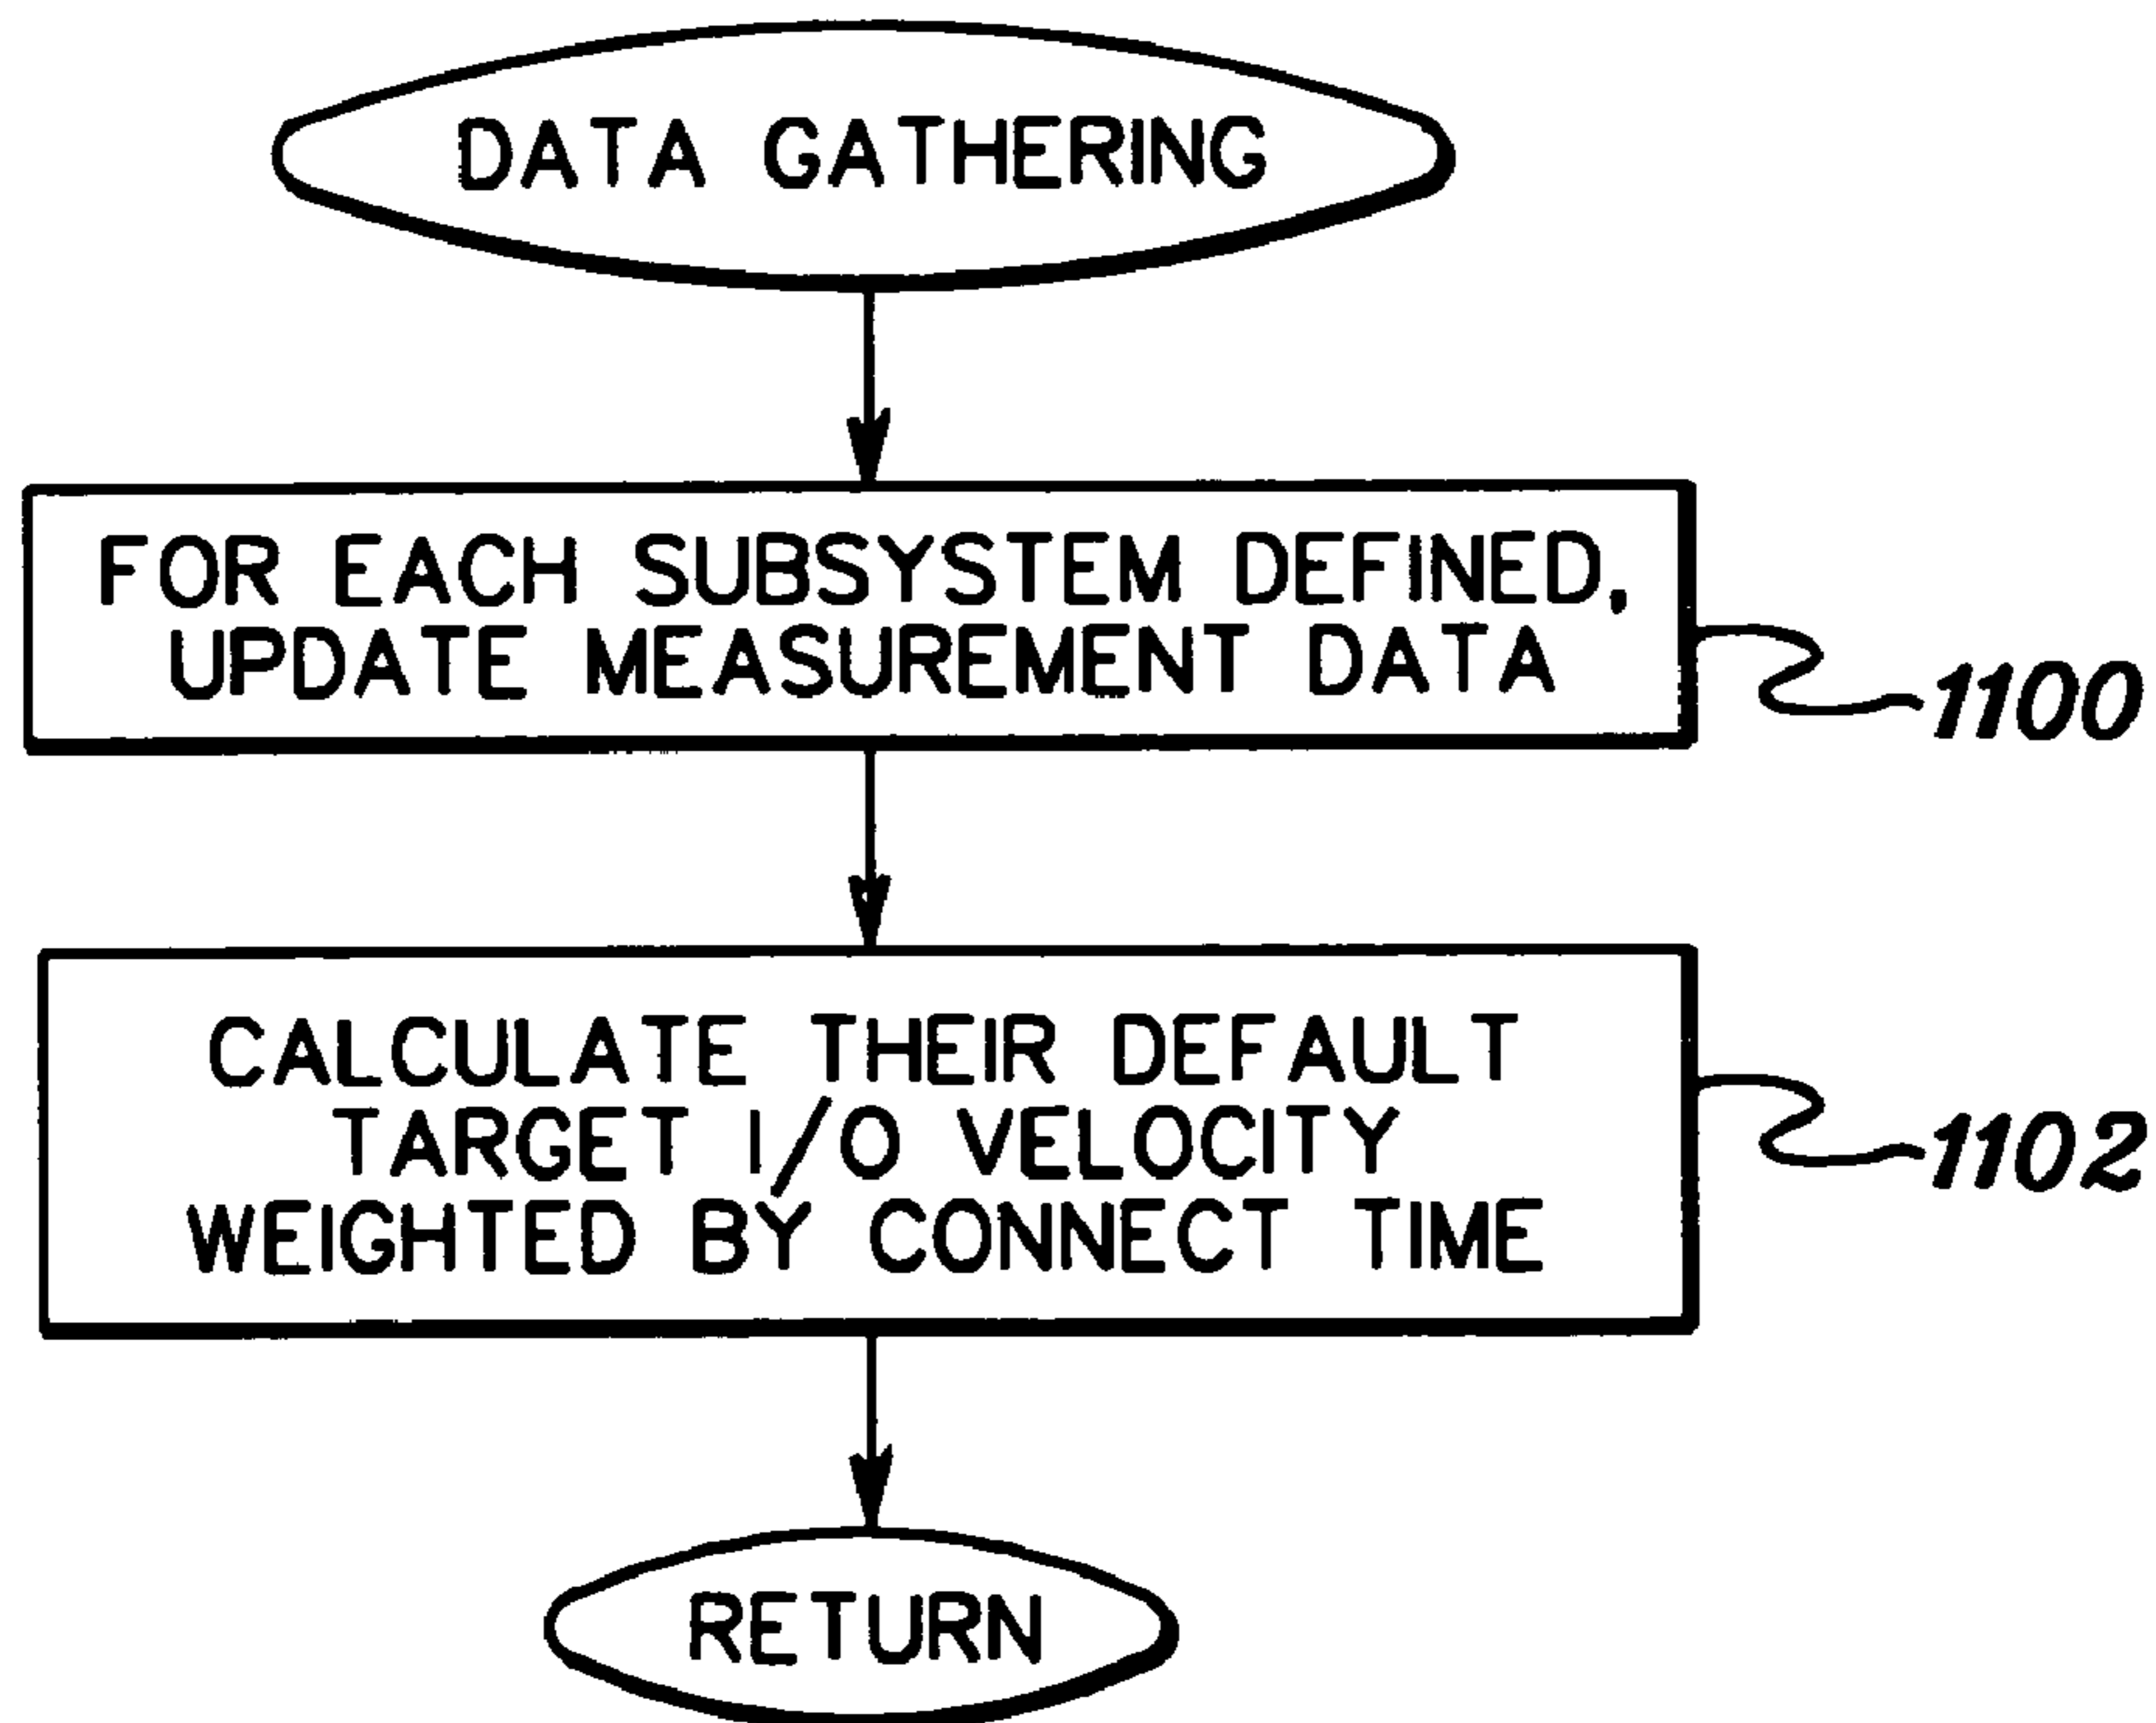 DATA GATHERING
FOR EACH SUBSYSTEM DEFINED,
UPDATE MEASUREMENT DATA
1100
CALCULATE THEIR DEFAULT
TARGET I/O VELOCITY
WEIGHTED BY CONNECT TIME
1102
RETURN